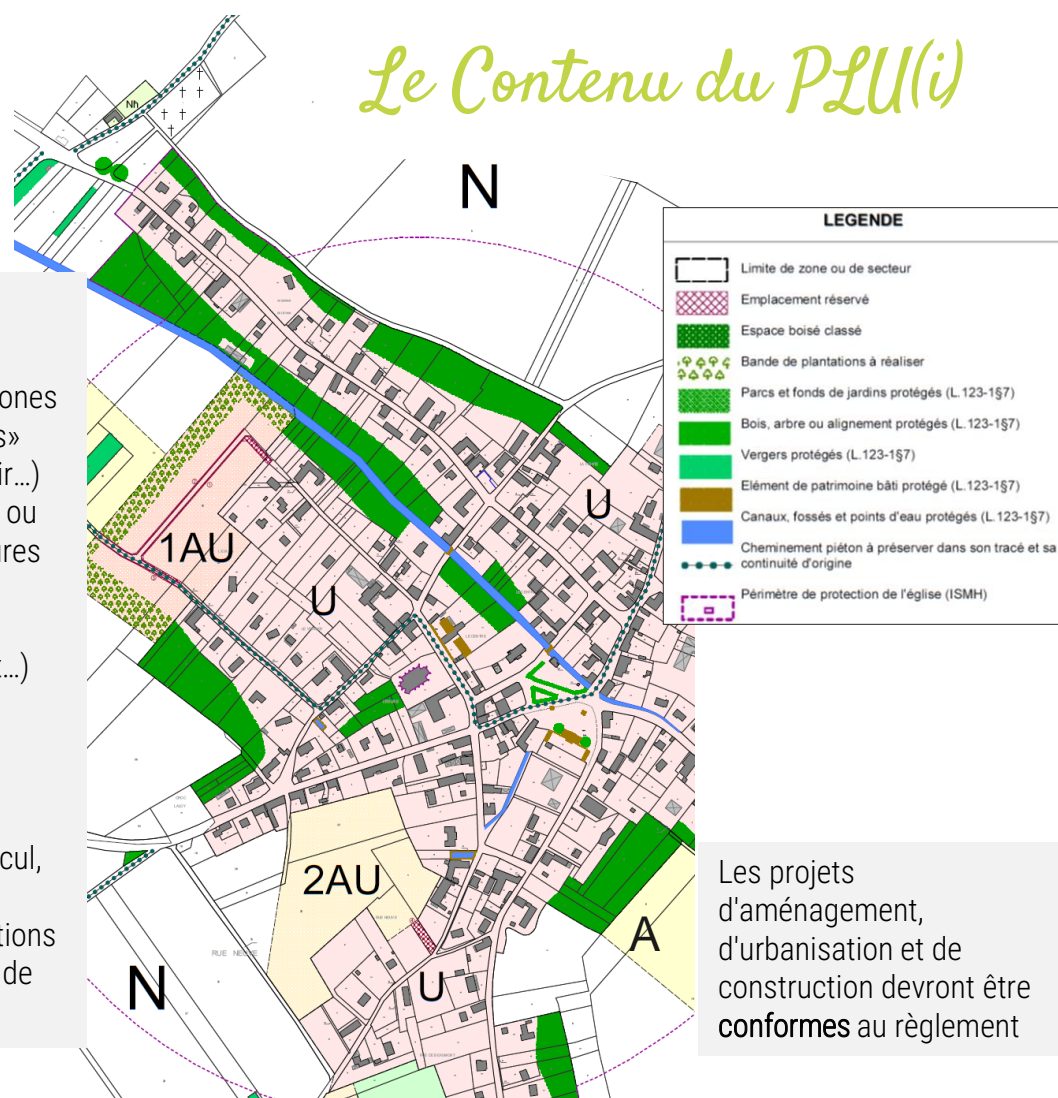 Le Contenu du PLU(i)
Nh
N
LEGENDE
Limite de zone ou de secteur
Emplacement réservé
Espace boisé classé
Bande de plantations à réaliser
Parcs et fonds de jardins protégés (L.123-1§7)
Bois, arbre ou alignement protégés (L.123-1§7)
Vergers protégés (L.123-1§7)
Elément de patrimoine bâti protégé (L.123-1§7)
Canaux, fossés et points d'eau protégés (L.123-1§7)
Cheminement piéton à préserver dans son tracé et sa
continuité d'origine
Périmètre de protection de l'église (ISMH)
ones
s»
ir…)
ou
ures
t…)
cul,
tions
de
U
1AU
U
2AU
RUE NEUVE
A
N
U
Les projets
d'aménagement,
d'urbanisation et de
construction devront être
conformes au règlement